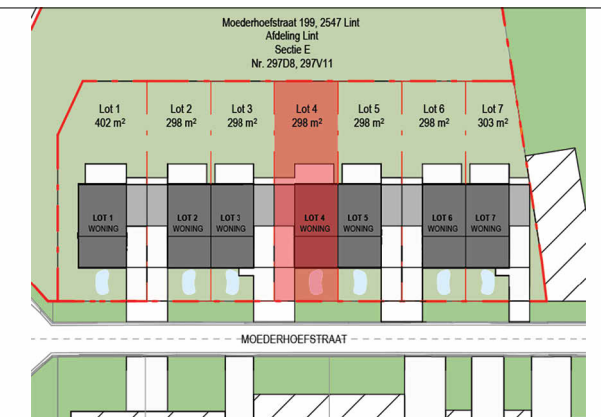 Moederhoefstraat 199, 2547 Lint
Afdeling Lint
Sectie E
Nr. 297D8, 297V11
Lot 1
402 m²
Lot 2
298 m²
Lot 3
298 m²
Lot 4
298 m²
Lot 5
298 m²
Lot 6
298 m²
Lot 7
303 m²
LOT 1
WONING
LOT 2
WONING
LOT 3
WONING
LOT 4
WONING
LOT 5
WONING
LOT 6
WONING
LOT 7
WONING
MOEDERHOEFSTRAAT